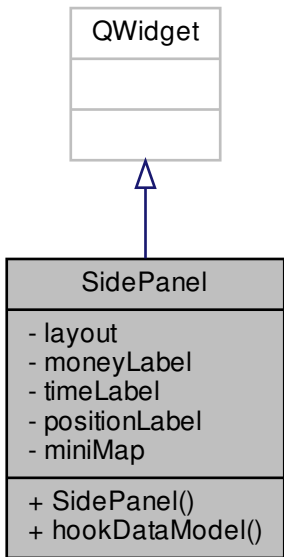 QWidget
SidePanel
- layout
- moneyLabel
- timeLabel
- positionLabel
- miniMap
+ SidePanel()
+ hookDataModel()